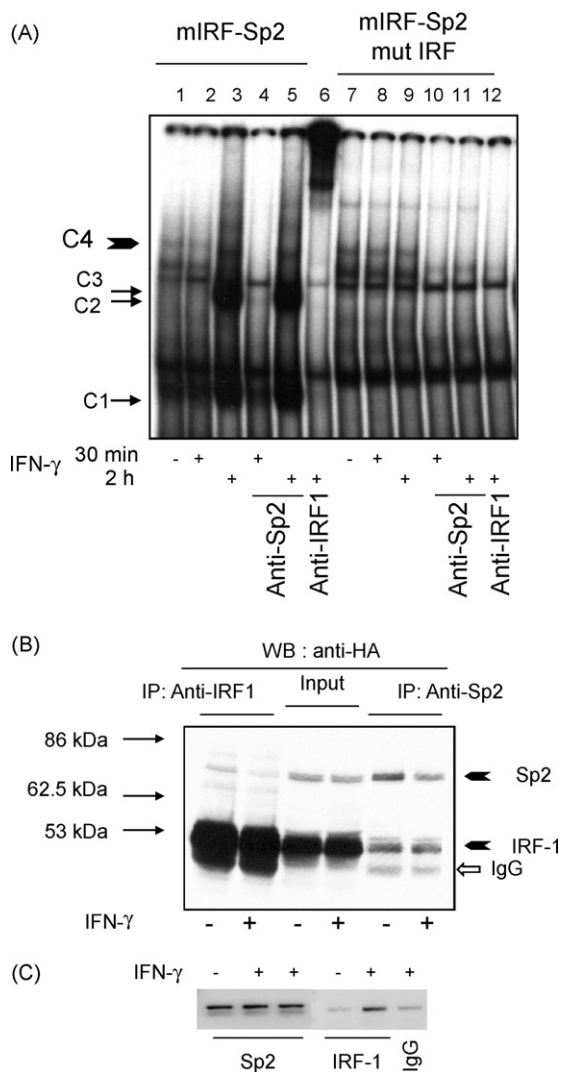 (A)
mIRF-Sp2
mIRF-Sp2
mut IRF
1 2 3 4 5 6 7 8 9 10 11 12
C4
C3
C2
C1
IFN-γ
30 min - + + - + +
2 h + + + + + +
Anti-Sp2
Anti-IRF1
Anti-Sp2
Anti-IRF1
(B)
WB : anti-HA
IP: Anti-IRF1
Input
IP: Anti-Sp2
86 kDa
62.5 kDa
53 kDa
Sp2
IRF-1
IgG
IFN-γ - + - + - +
(C)
IFN-γ - + + - + +
Sp2
IRF-1
IgG